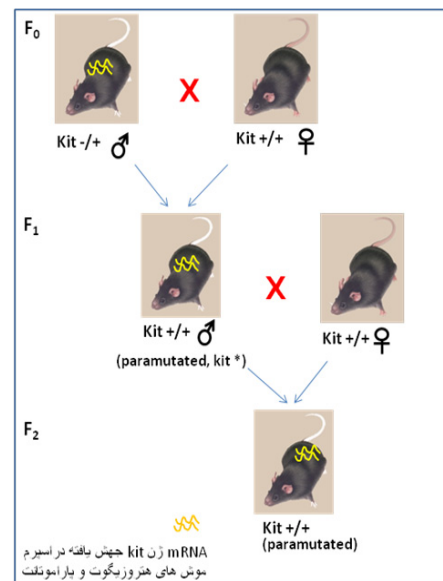 F0
X
Kit -/+ ♂
Kit +/+ ♀
F1
X
Kit +/+ ♂
(paramutated, kit *)
Kit +/+ ♀
F2
Kit +/+
(paramutated)
mRNA ژن kit جهش یافته در اسپرم
موش های هتروزیگوت و پاراموتانت